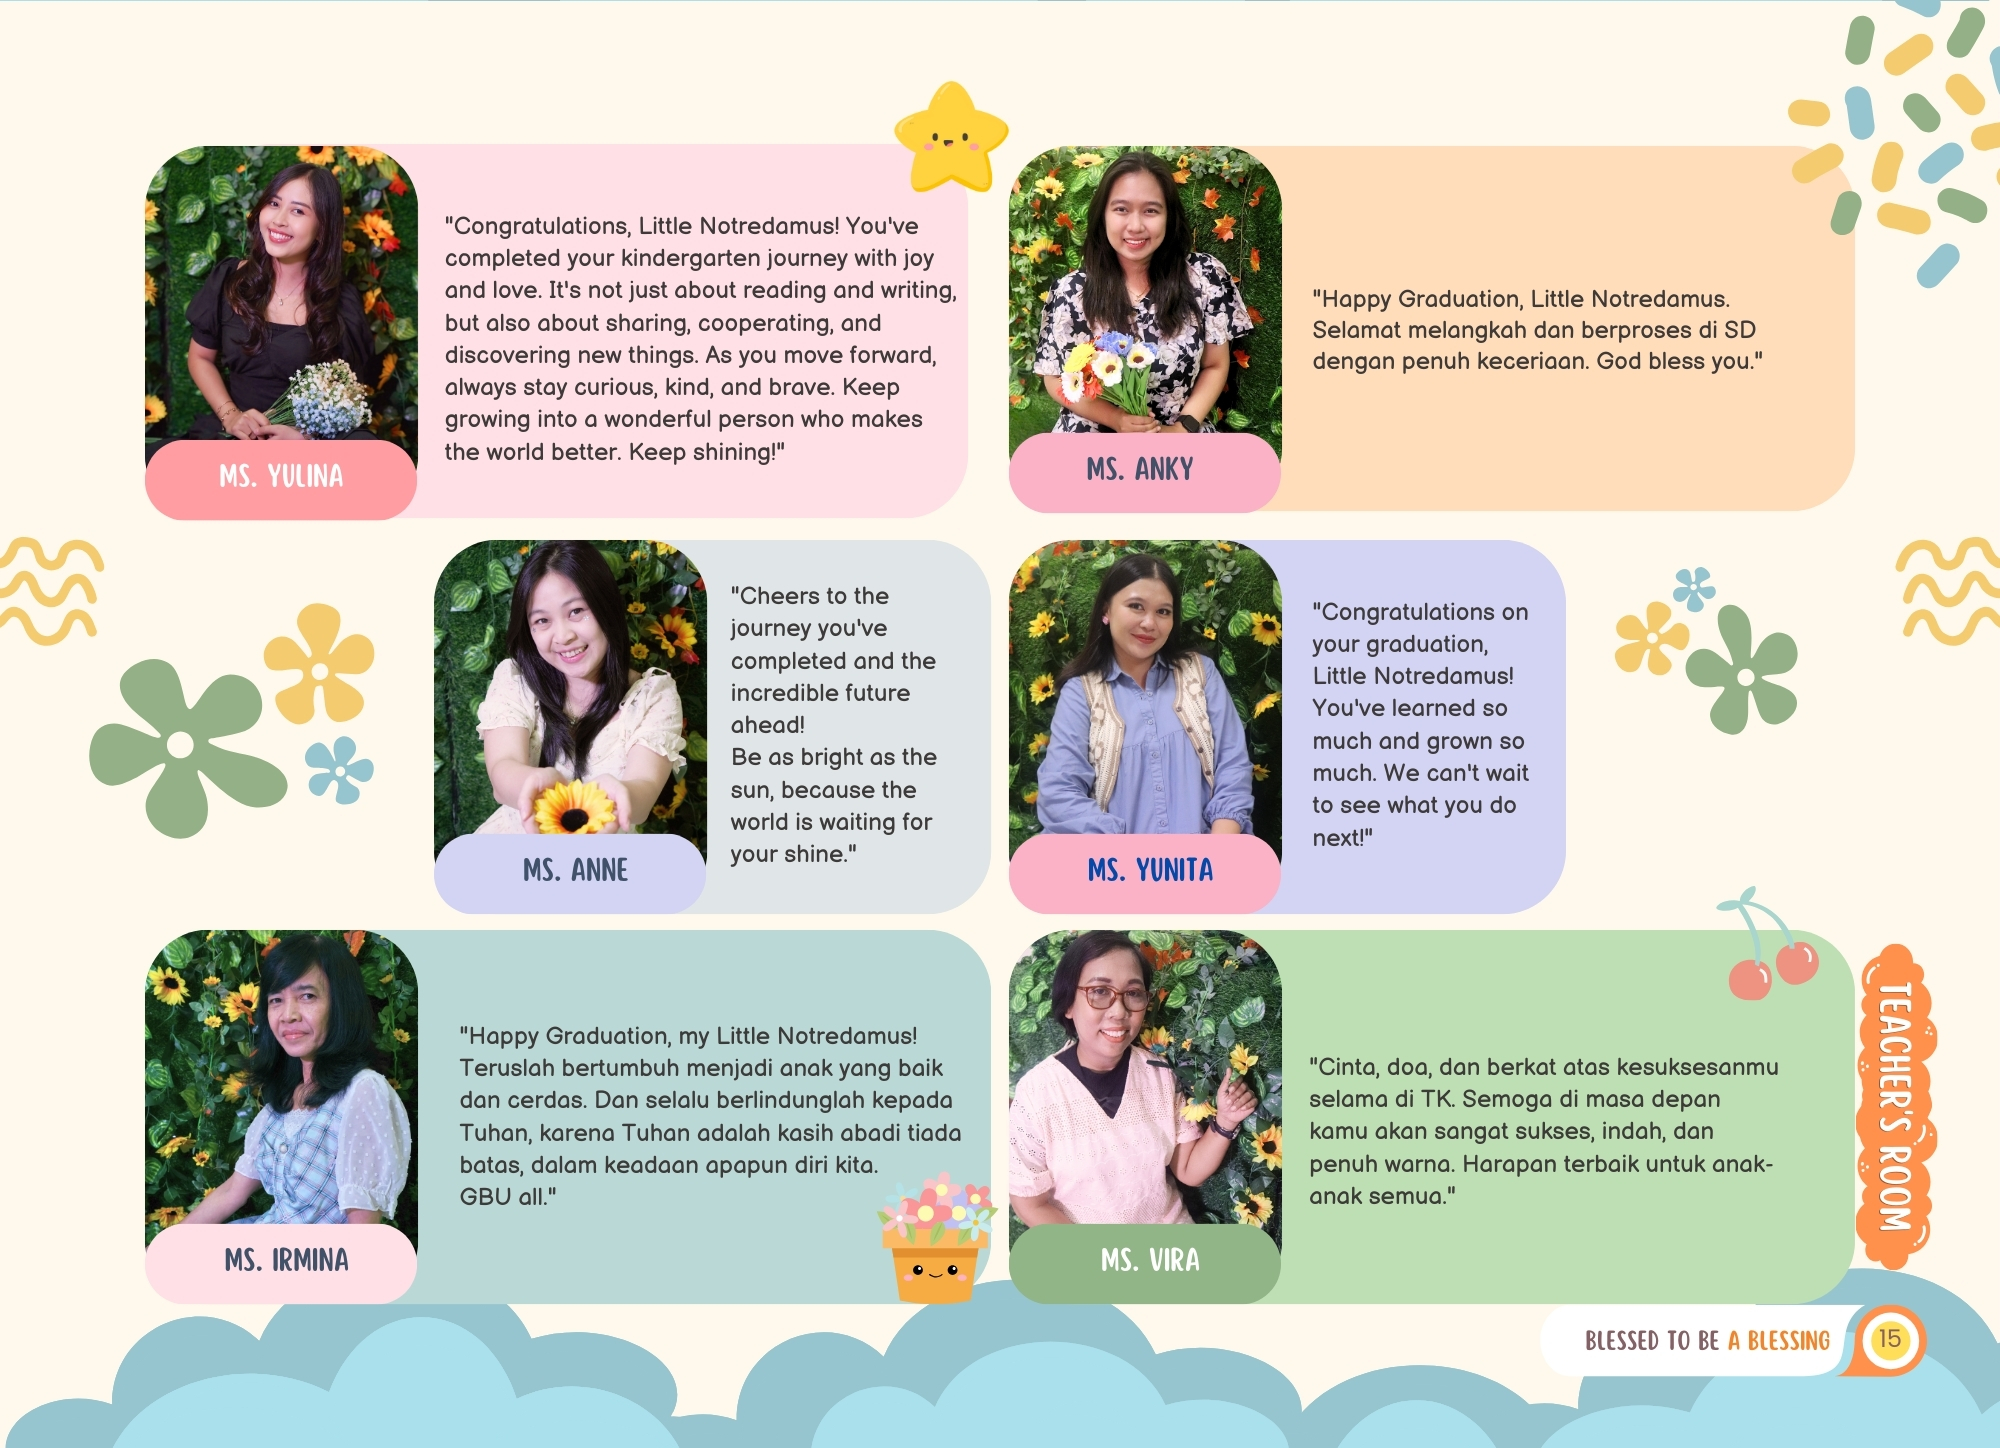 "Congratulations, Little Notredamus! You've
completed your kindergarten journey with joy
and love. It's not just about reading and writing,
but also about sharing, cooperating, and
discovering new things. As you move forward,
always stay curious, kind, and brave. Keep
growing into a wonderful person who makes
the world better. Keep shining!"
MS. YULINA
"Happy Graduation, Little Notredamus.
Selamat melangkah dan berproses di SD
dengan penuh keceriaan. God bless you."
MS. ANKY
"Cheers to the
journey you've
completed and the
incredible future
ahead!
Be as bright as the
sun, because the
world is waiting for
your shine."
MS. ANNE
"Congratulations on
your graduation,
Little Notredamus!
You've learned so
much and grown so
much. We can't wait
to see what you do
next!"
MS. YUNITA
"Happy Graduation, my Little Notredamus!
Teruslah bertumbuh menjadi anak yang baik
dan cerdas. Dan selalu berlindunglah kepada
Tuhan, karena Tuhan adalah kasih abadi tiada
batas, dalam keadaan apapun diri kita.
GBU all."
MS. IRMINA
"Cinta, doa, dan berkat atas kesuksesanmu
selama di TK. Semoga di masa depan
kamu akan sangat sukses, indah, dan
penuh warna. Harapan terbaik untuk anak-
anak semua."
MS. VIRA
TEACHER'S ROOM
BLESSED TO BE A BLESSING
15